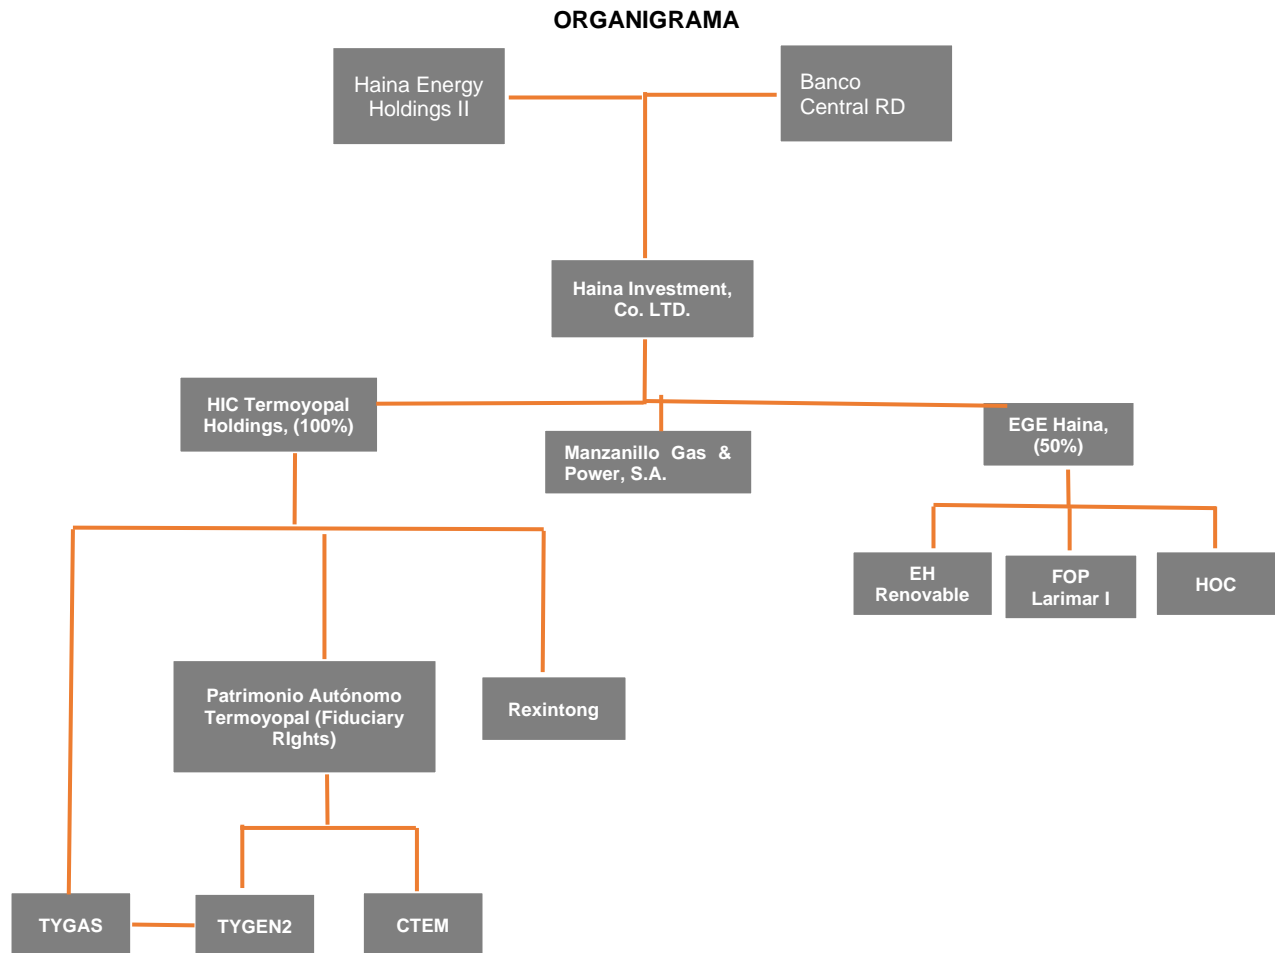 ORGANIGRAMA
Haina Energy
Holdings II
Banco
Central RD
Haina Investment,
Co. LTD.
HIC Termoyopal
Holdings, (100%)
Manzanillo Gas &
Power, S.A.
EGE Haina,
(50%)
EH
Renovable
FOP
Larimar I
HOC
Patrimonio Autónomo
Termoyopal (Fiduciary
RIghts)
Rexintong
TYGAS
TYGEN2
CTEM